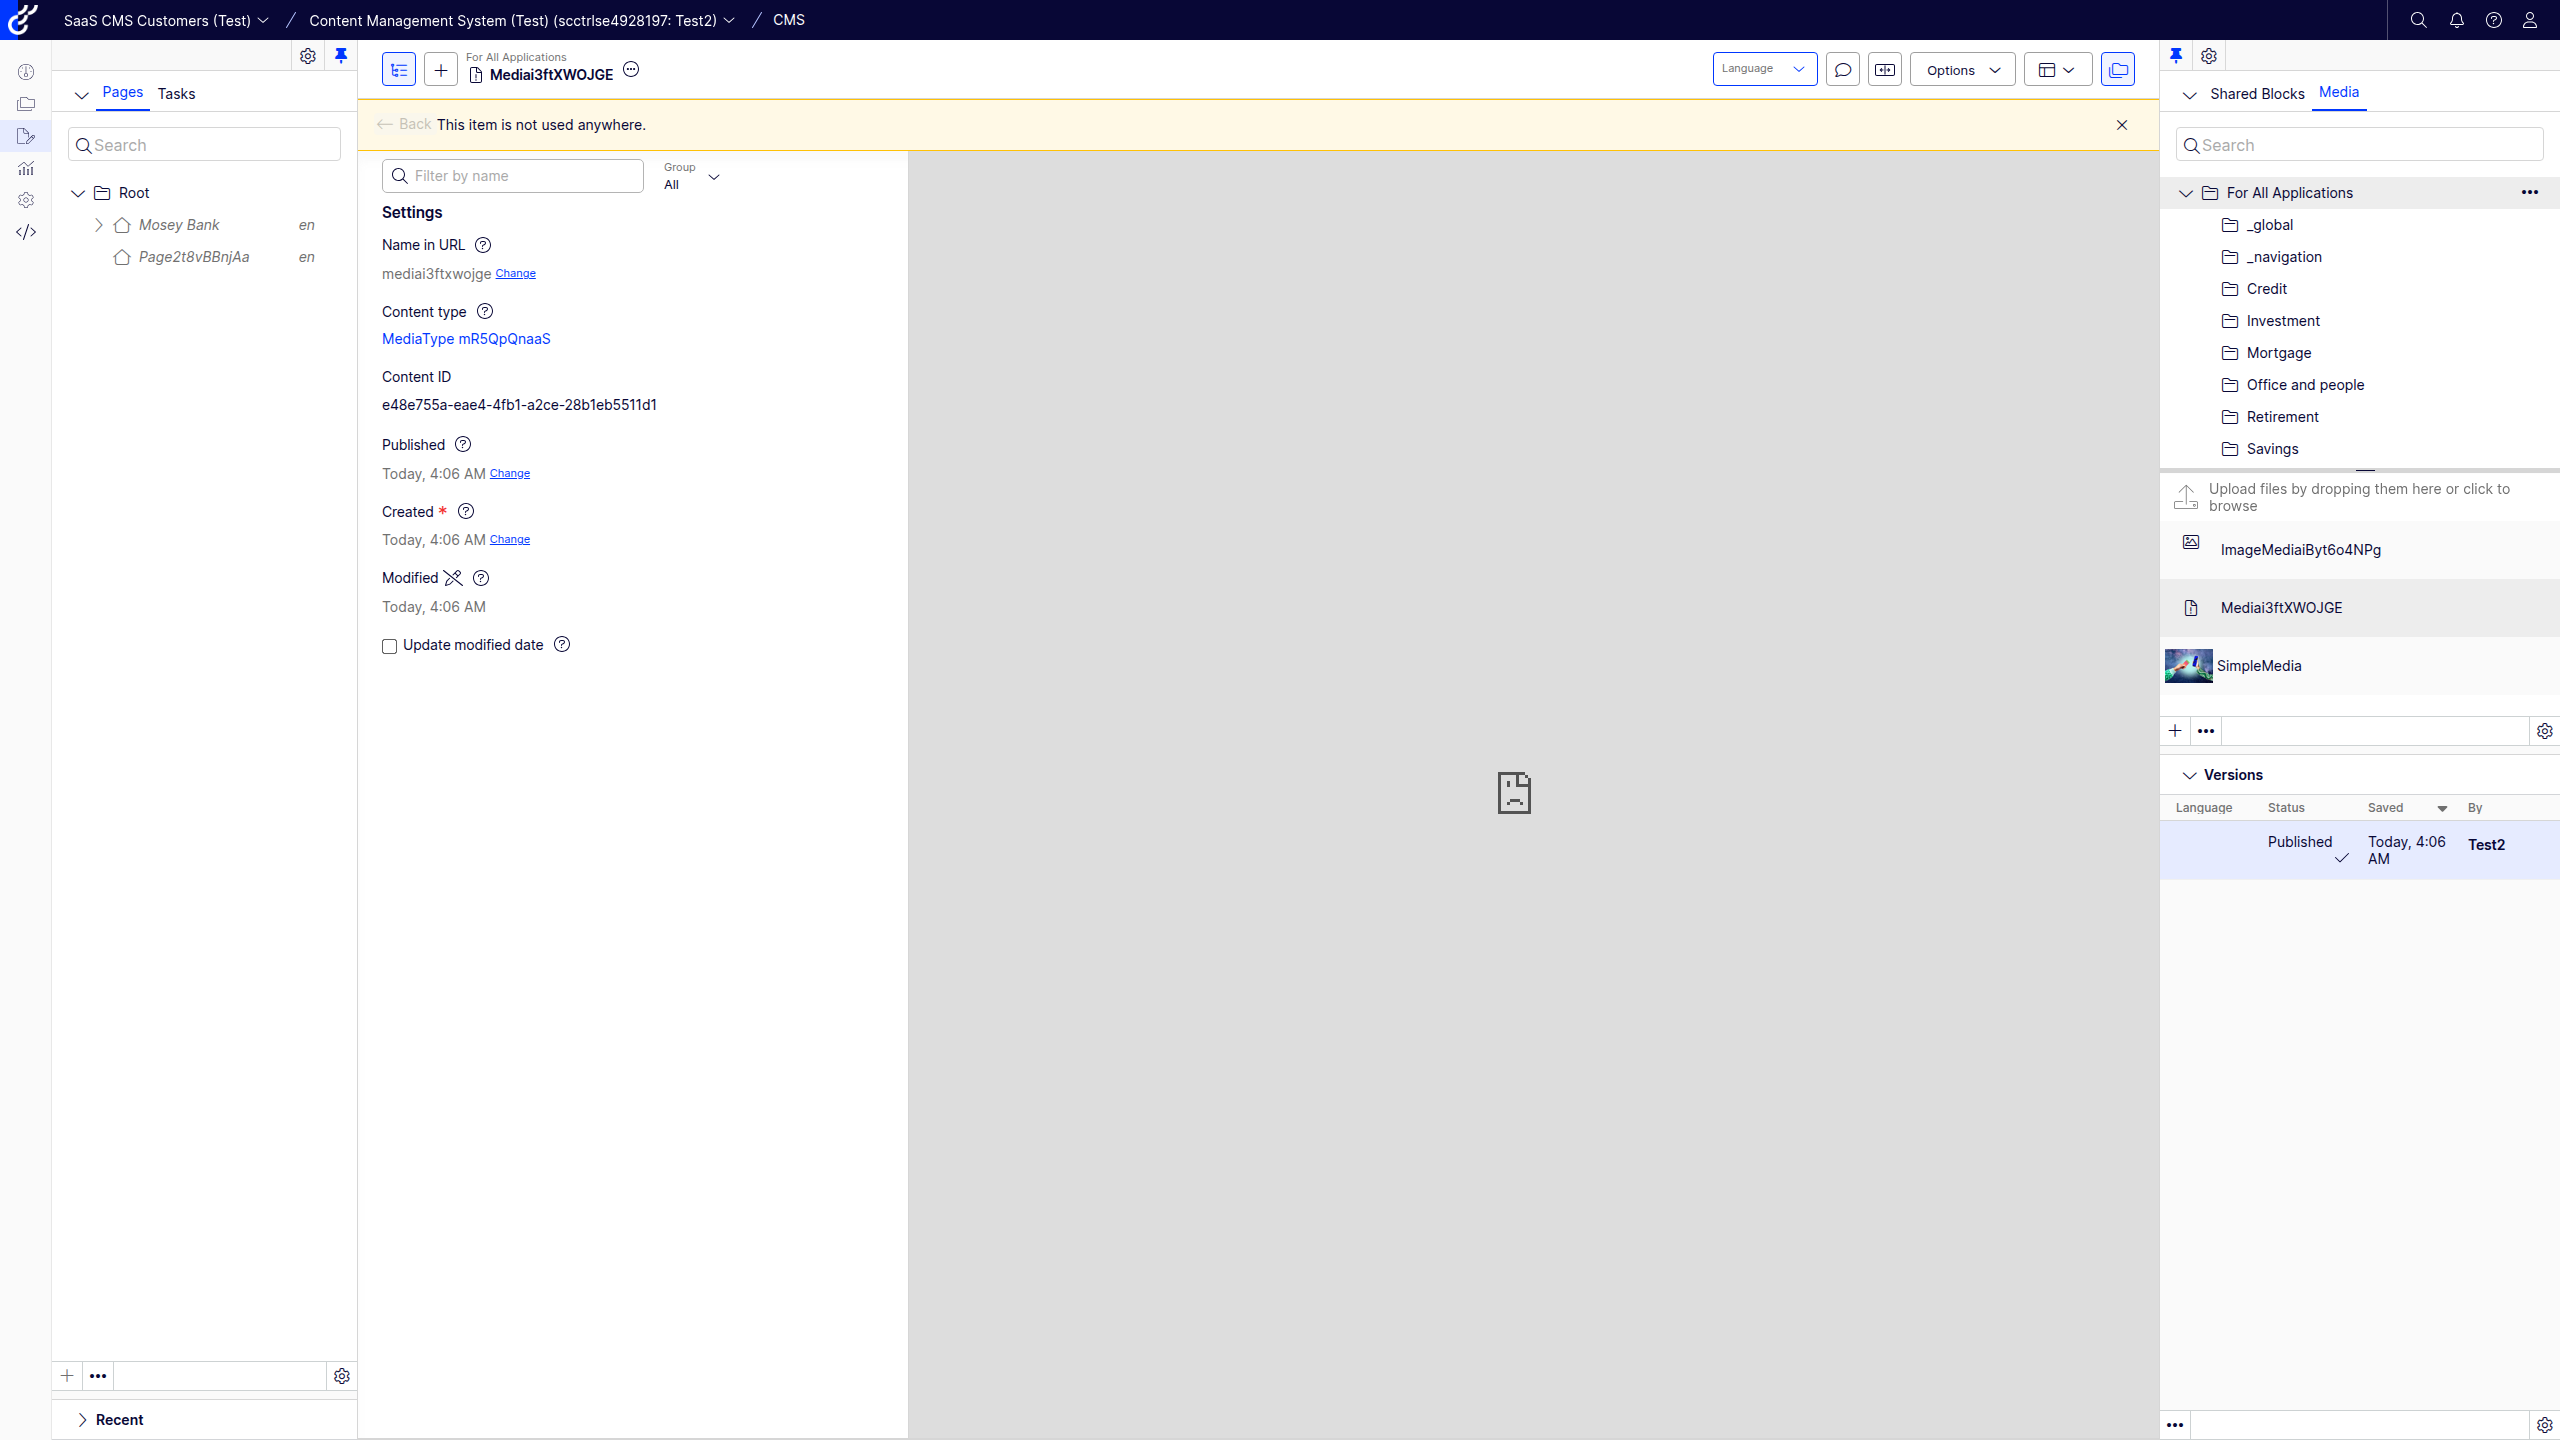 SaaS CMS Customers (Test)
Content Management System (Test) (scctrlse4928197: Test2)
CMS
Pages
Tasks
Search
Root
Mosey Bank
en
Page2t8vBBnjAa
en
Recent
For All Applications
Mediai3ftXWOJGE
Language
Options
Back
This item is not used anywhere.
Filter by name
Group
All
Settings
Name in URL
mediai3ftxwojge Change
Content type
MediaType mR5QpQnaaS
Content ID
e48e755a-eae4-4fb1-a2ce-28b1eb5511d1
Published
Today, 4:06 AM Change
Created *
Today, 4:06 AM Change
Modified
Today, 4:06 AM
Update modified date
Shared Blocks
Media
Search
For All Applications
_global
_navigation
Credit
Investment
Mortgage
Office and people
Retirement
Savings
Upload files by dropping them here or click to
browse
ImageMediaiByt6o4NPg
Mediai3ftXWOJGE
SimpleMedia
Versions
Language
Status
Saved
By
Published
Today, 4:06
AM
Test2